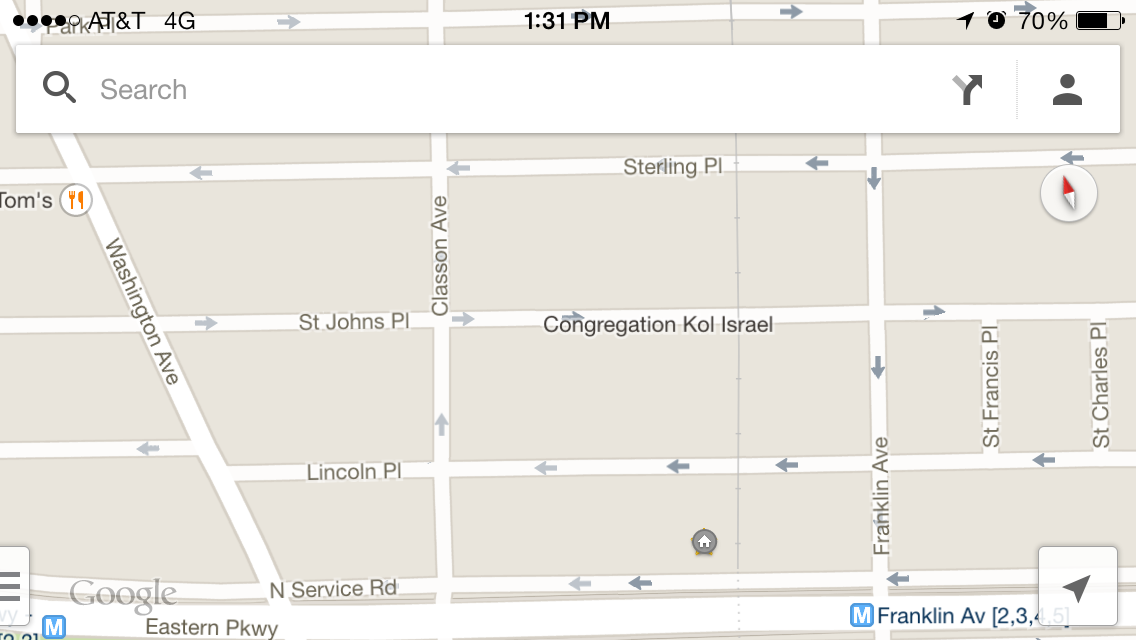 AT&T 4G 1:31 PM 70%
Park Pl
Search
Sterling Pl
Tom's
Classon Ave
Washington Ave
St Johns Pl
Congregation Kol Israel
St Francis Pl
St Charles Pl
Lincoln Pl
Franklin Ave
N Service Rd
Google
Eastern Pkwy
M
M Franklin Av [2,3,4,5]